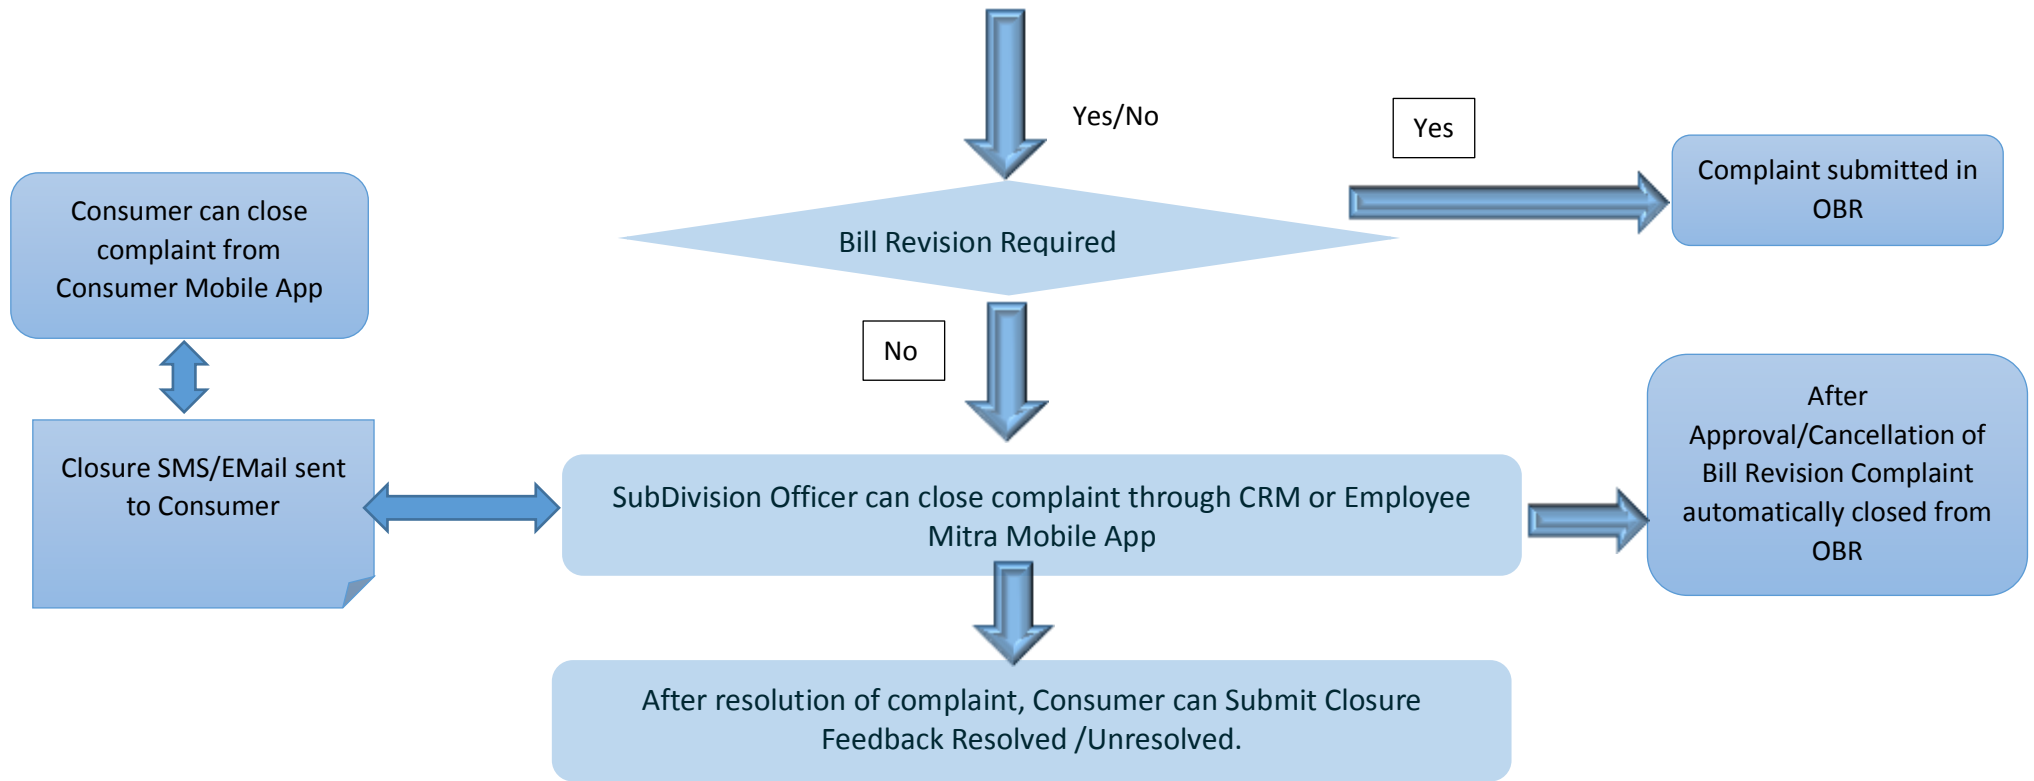 Yes/No
Yes
Complaint submitted in
OBR
Consumer can close
complaint from
Consumer Mobile App
Bill Revision Required
No
After
Approval/Cancellation of
Bill Revision Complaint
automatically closed from
OBR
Closure SMS/EMail sent
to Consumer
SubDivision Officer can close complaint through CRM or Employee
Mitra Mobile App
After resolution of complaint, Consumer can Submit Closure
Feedback Resolved /Unresolved.